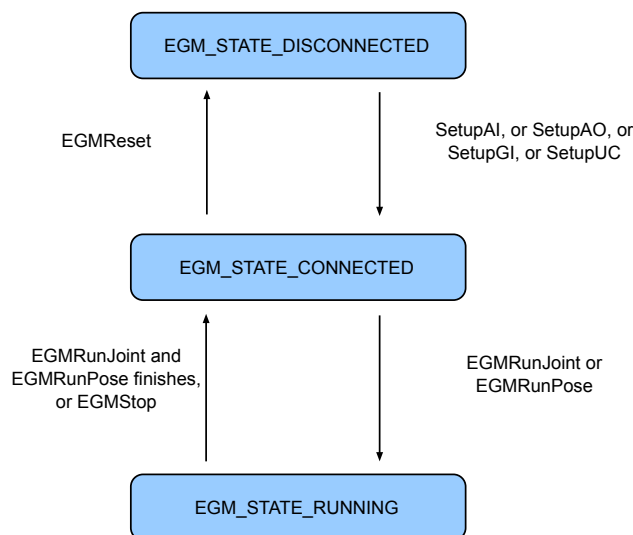 EGM_STATE_DISCONNECTED
EGMReset
SetupAI, or SetupAO, or
SetupGI, or SetupUC
EGM_STATE_CONNECTED
EGMRunJoint and
EGMRunPose finishes,
or EGMStop
EGMRunJoint or
EGMRunPose
EGM_STATE_RUNNING